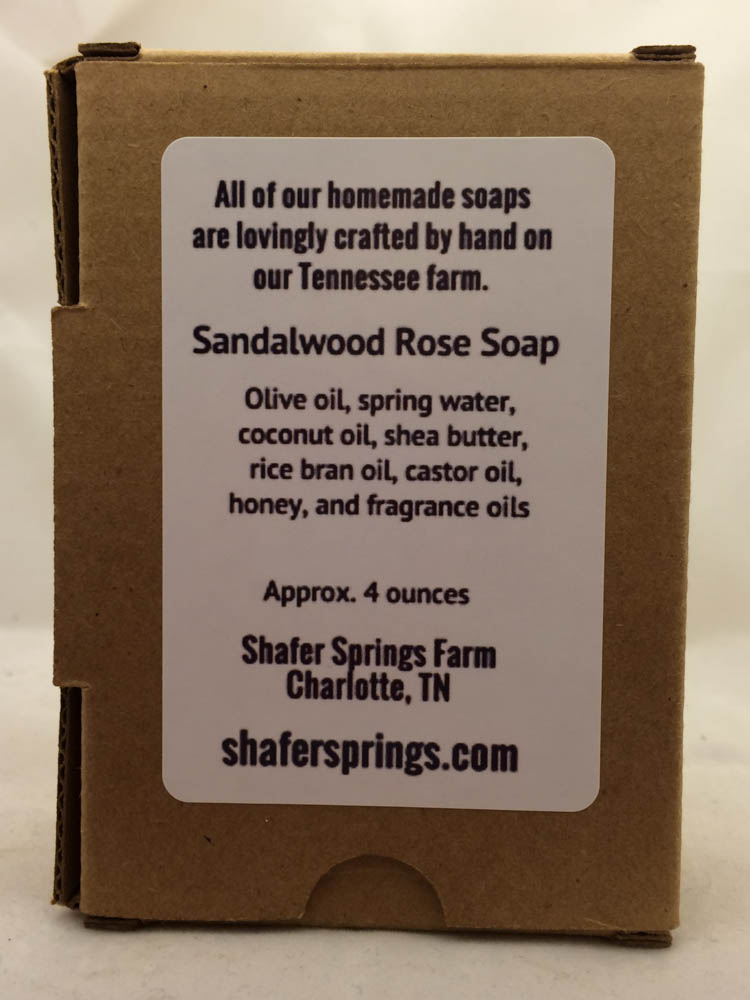 All of our homemade soaps
are lovingly crafted by hand on
our Tennessee farm.
Sandalwood Rose Soap
Olive oil, spring water,
coconut oil, shea butter,
rice bran oil, castor oil,
honey, and fragrance oils
Approx. 4 ounces
Shafer Springs Farm
Charlotte, TN
shafersprings.com